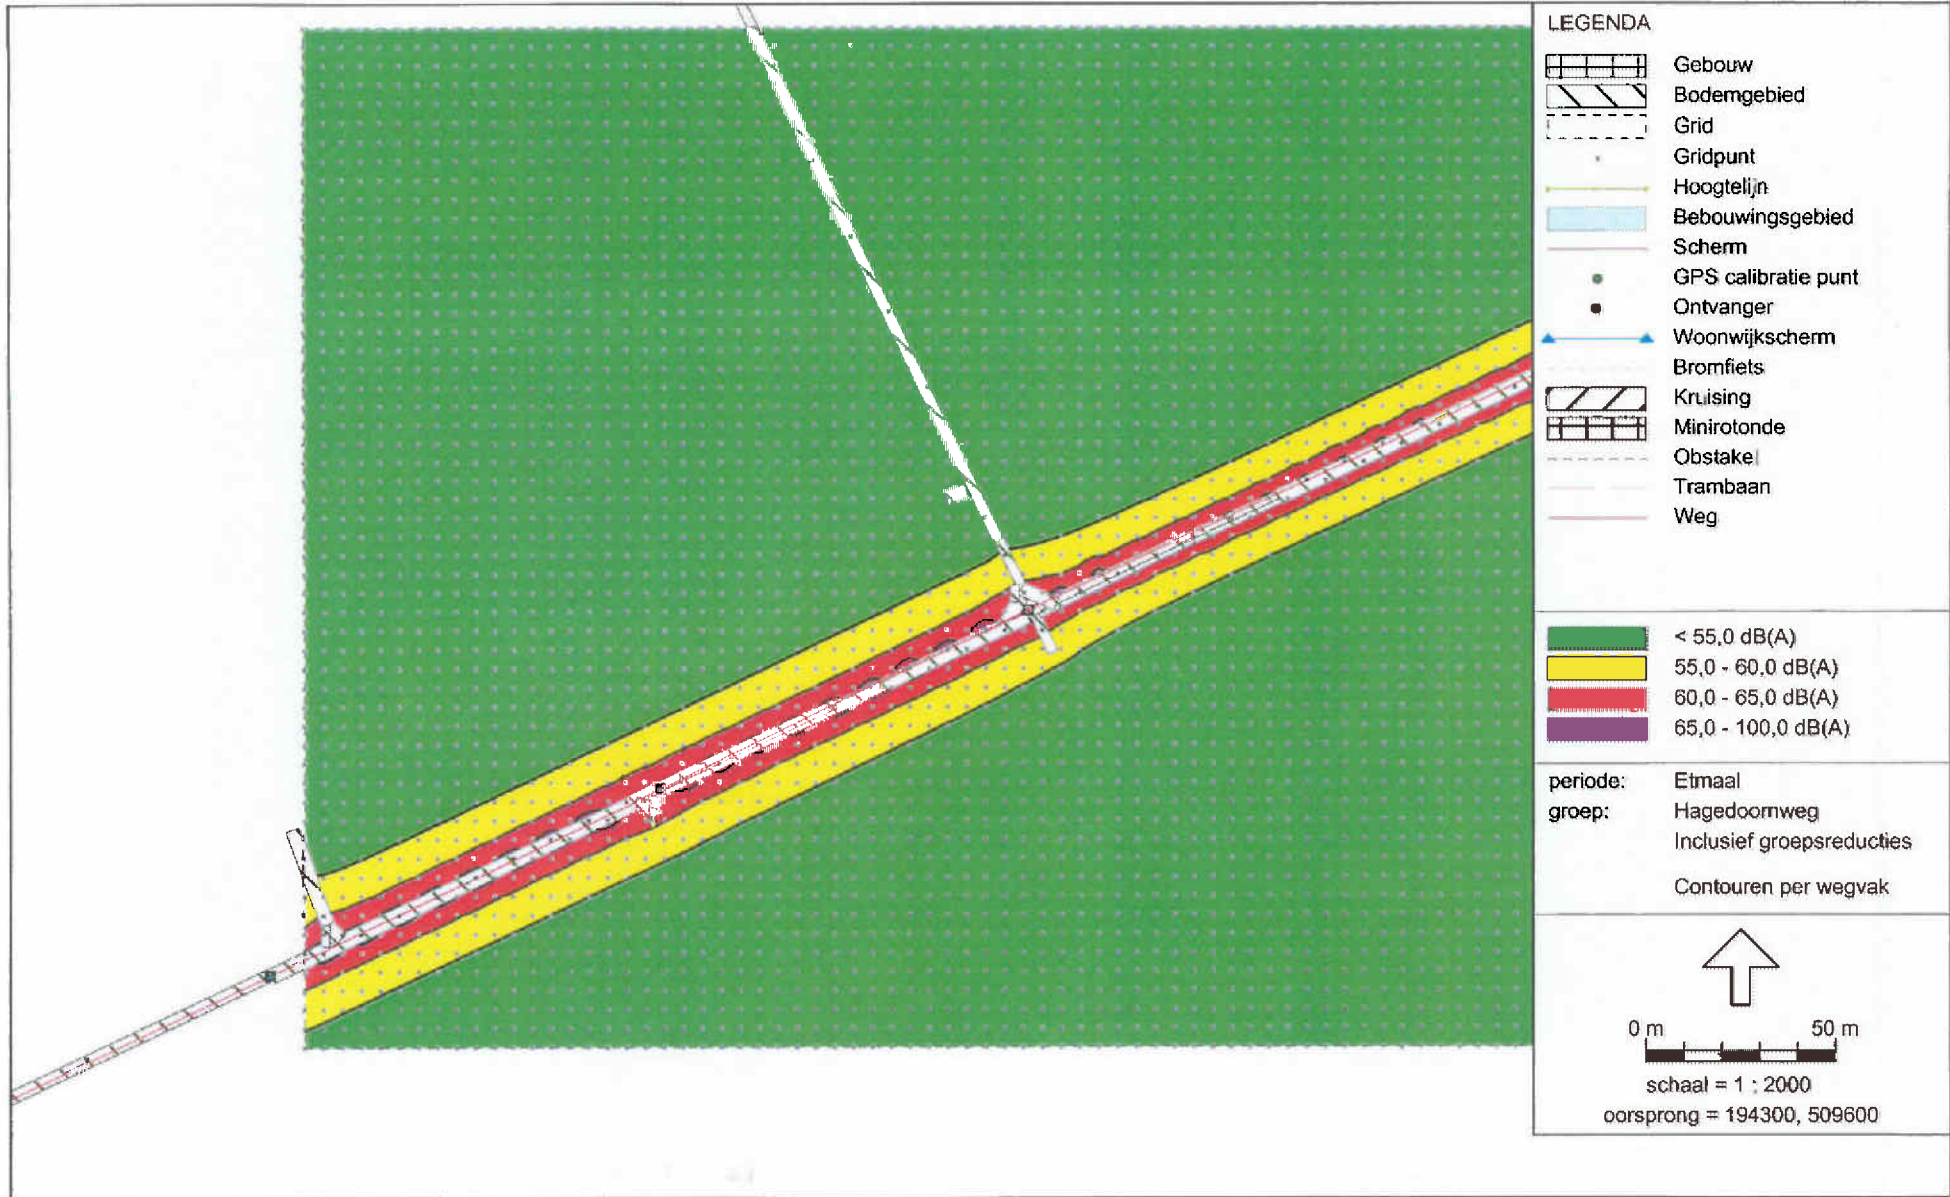 LEGENDA
Gebouw
Bodemgebied
Grid
Gridpunt
Hoogtelijn
Bebouwingsgebied
Scherm
GPS calibratie punt
Ontvanger
Woonwijkscherm
Bromfiets
Kruising
Minirotonde
Obstakel
Trambaan
Weg
< 55,0 dB(A)
55,0 - 60,0 dB(A)
60,0 - 65,0 dB(A)
65,0 - 100,0 dB(A)
periode: Etmaal
groep: Hagedoornweg
Inclusief groepsreducties
Contouren per wegvak
0 m 50 m
schaal = 1 : 2000
oorsprong = 194300, 509600